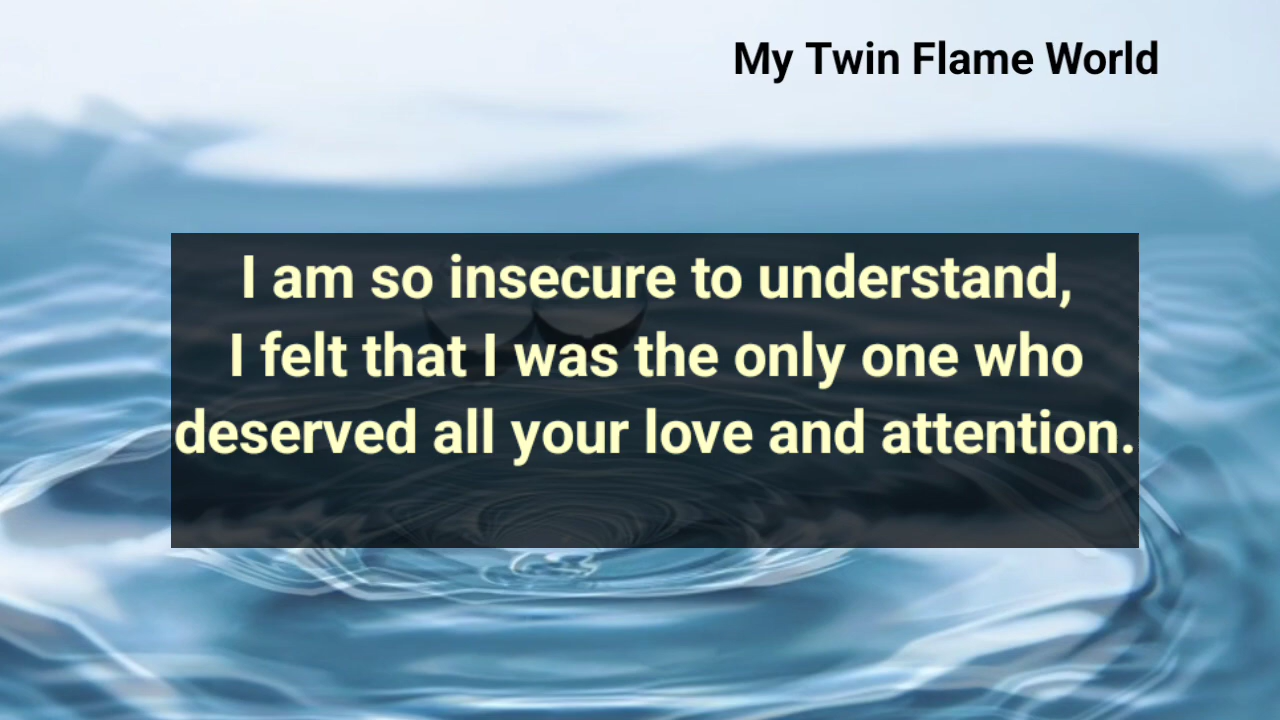 My Twin Flame World
I am so insecure to understand,
I felt that I was the only one who
deserved all your love and attention.